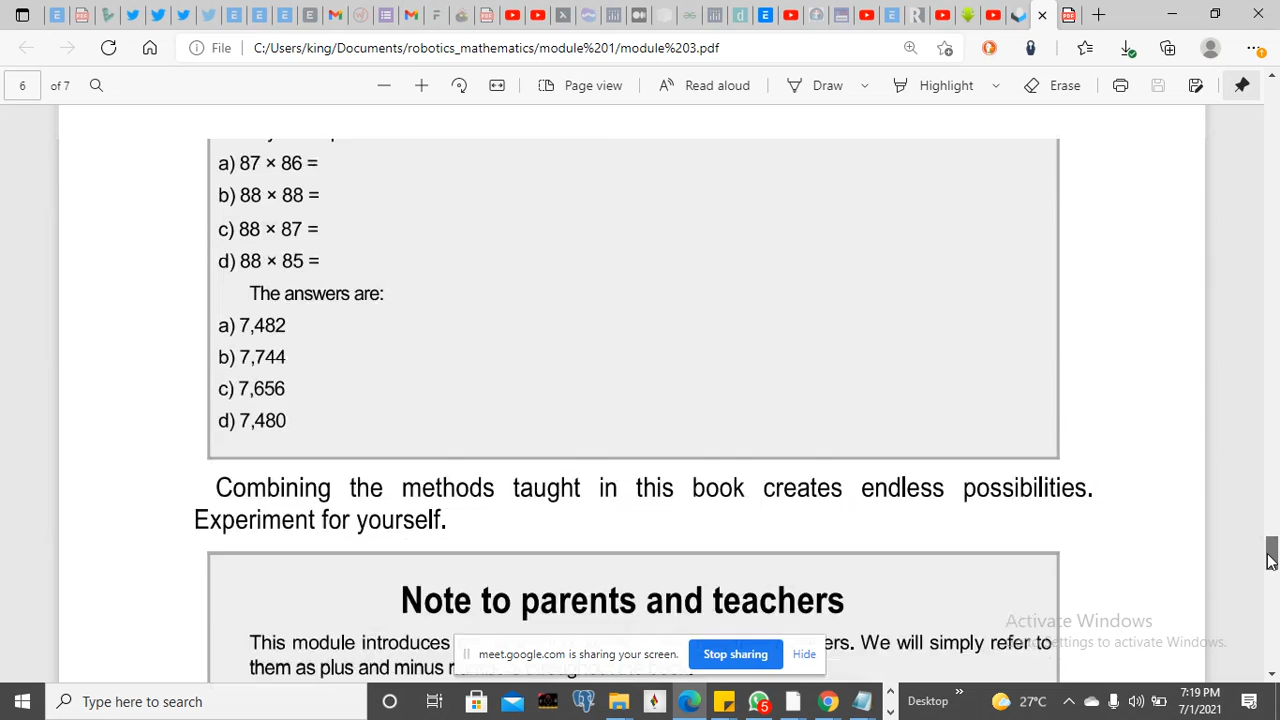 File
C:/Users/king/Documents/robotics_mathematics/module%201/module%203.pdf
6 of 7
Page view
Read aloud
Draw
Highlight
Erase
a) 87 × 86 =
b) 88 × 88 =
c) 88 × 87 =
d) 88 × 85 =
The answers are:
a) 7,482
b) 7,744
c) 7,656
d) 7,480
Combining the methods taught in this book creates endless possibilities.
Experiment for yourself.
Note to parents and teachers
This module introduces
We will simply refer to
them as plus and minus
Activate Windows
to activate Windows.
meet.google.com is sharing your screen.
Stop sharing
Hide
Type here to search
5
Desktop
27°C
7:19 PM
7/1/2021